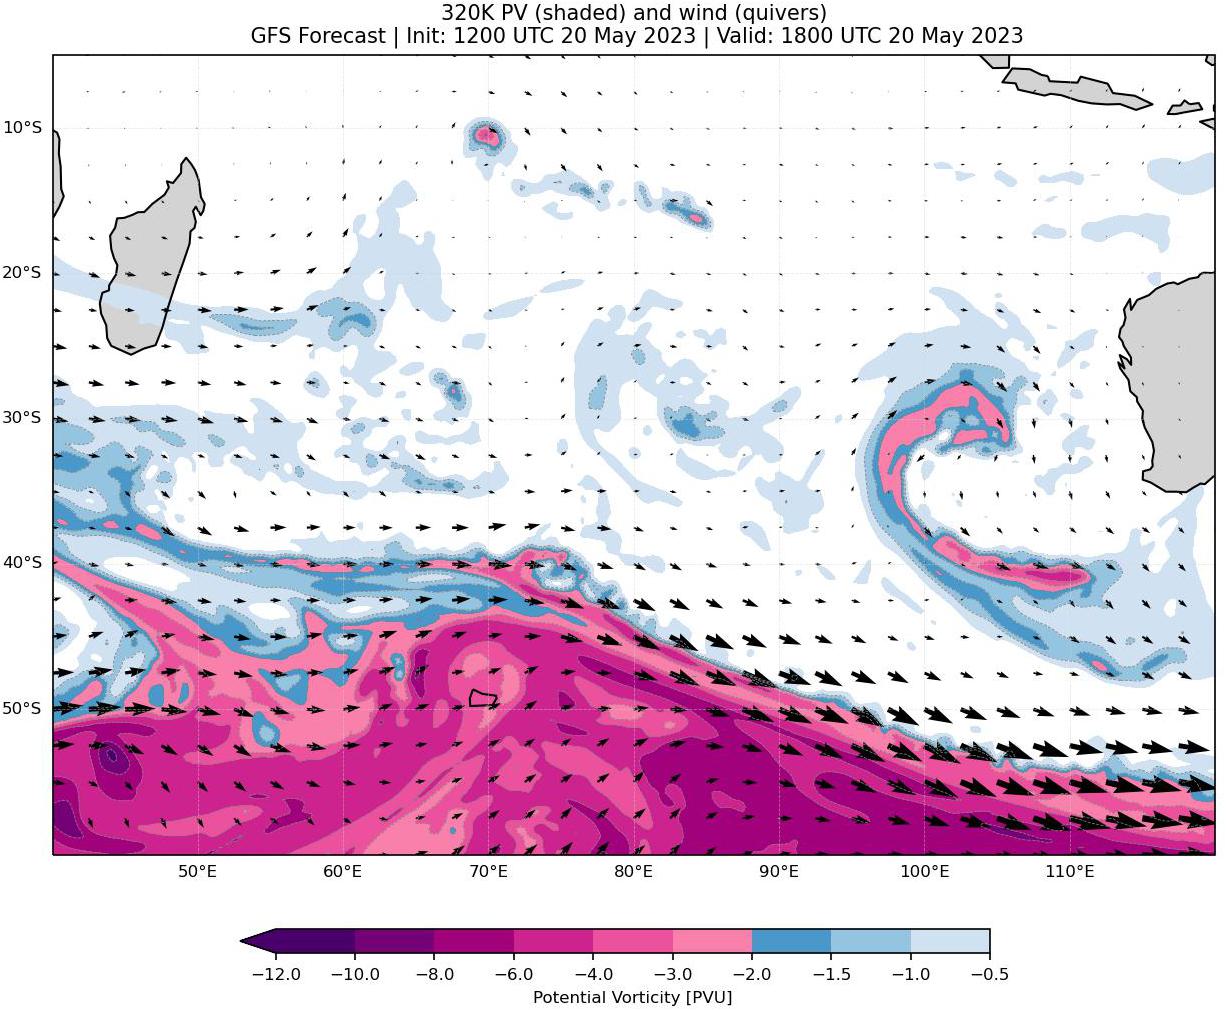 320K PV (shaded) and wind (quivers)
GFS Forecast | Init: 1200 UTC 20 May 2023 | Valid: 1800 UTC 20 May 2023
10°S
20°S
30°S
40°S
50°S
50°E 60°E 70°E 80°E 90°E 100°E 110°E
−12.0 −10.0 −8.0 −6.0 −4.0 −3.0 −2.0 −1.5 −1.0 −0.5
Potential Vorticity [PVU]